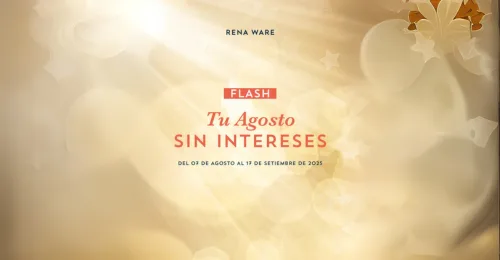 RENA WARE
FLASH
Tu Agosto
SIN INTERESES
DEL 07 DE AGOSTO AL 17 DE SETIEMBRE DE 2025